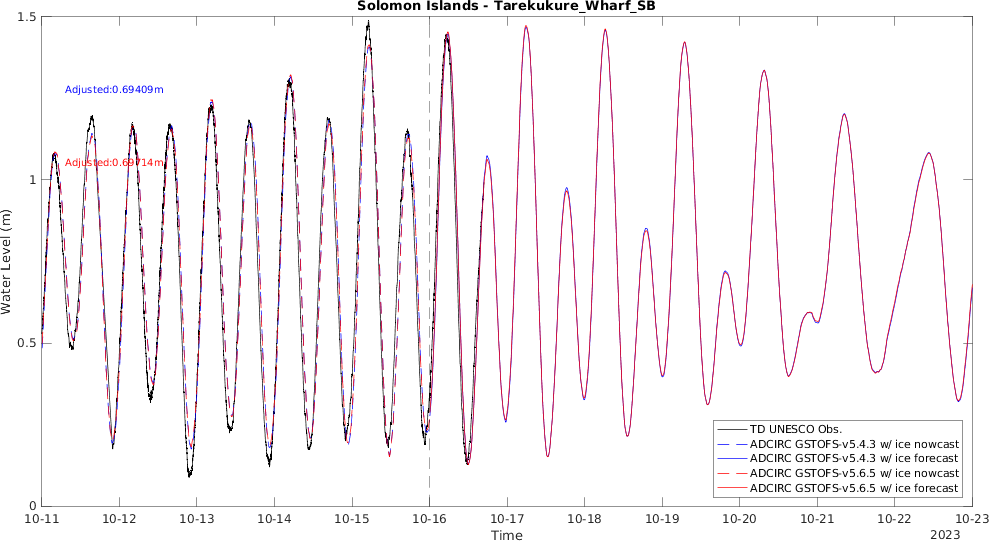 Solomon Islands - Tarekukure_Wharf_SB
1.5
Adjusted:0.69409m
Adjusted:0.69714m
1
Water Level (m)
0.5
TD UNESCO Obs.
ADCIRC GSTOFS-v5.4.3 w/ ice nowcast
ADCIRC GSTOFS-v5.4.3 w/ ice forecast
ADCIRC GSTOFS-v5.6.5 w/ ice nowcast
ADCIRC GSTOFS-v5.6.5 w/ ice forecast
0
10-11 10-12 10-13 10-14 10-15 10-16 10-17 10-18 10-19 10-20 10-21 10-22 10-23
Time
2023